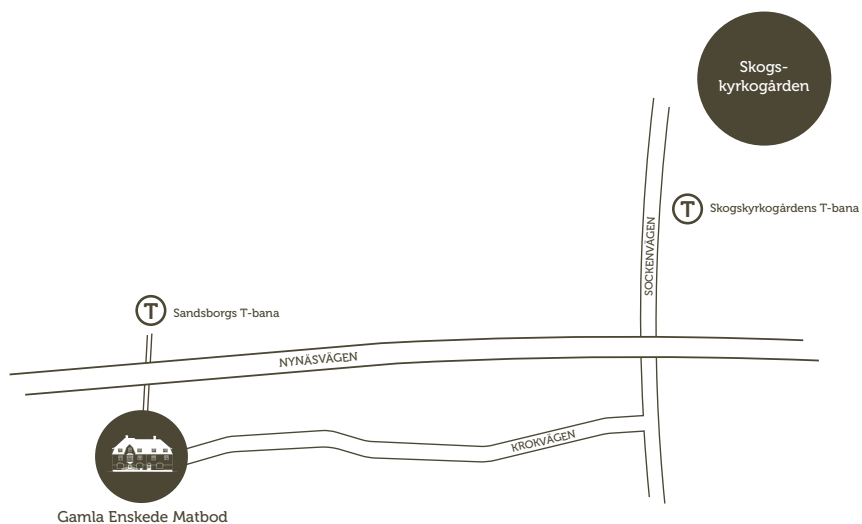 Skogs-
kyrkogården
T
Skogskyrkogårdens T-bana
SOCKENVÄGEN
T
Sandsborgs T-bana
NYNÄSVÄGEN
KROKVÄGEN
Gamla Enskede Matbod